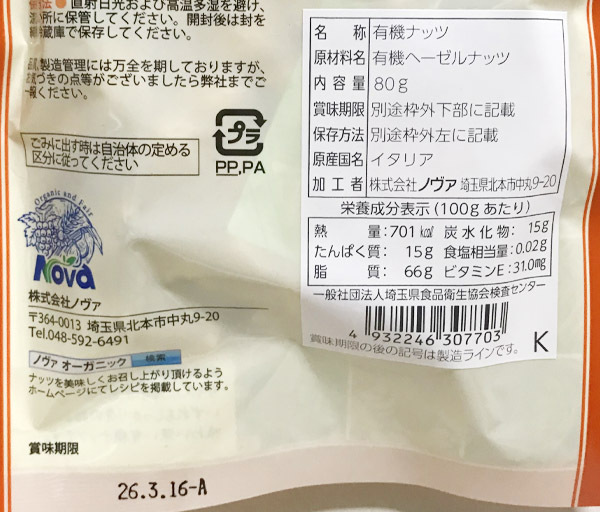 直射日光および高温多湿を避け、
所に保管してください。開封後は封を
蔵庫で保存してください。
製造管理には万全を期しておりますが、
づきの点等がございましたら弊社までご
ください。
ごみに出す時は自治体の定める
区分に従ってください
プラ
PP,PA
Organic and Fair
Nova
株式会社ノヴァ
〒364-0013 埼玉県北本市中丸9-20
Tel.048-592-6491
ノヴァ オーガニック 検索
ナッツを美味しくお召し上がり頂けるよう
ホームページにてレシピを掲載しています。
賞味期限
26.3.16-A
名称 有機ナッツ
原材料名 有機ヘーゼルナッツ
内容量 80g
賞味期限 別途枠外下部に記載
保存方法 別途枠外左に記載
原産国名 イタリア
加工者 株式会社ノヴァ 埼玉県北本市中丸9-20
栄養成分表示(100gあたり)
熱量:701kcal 炭水化物:15g
たんぱく質:15g 食塩相当量:0.02g
脂質:66g ビタミンE:31.0mg
一般社団法人埼玉県食品衛生協会検査センター
4 932246 307703
K
賞味期限の後の記号は製造ラインです。